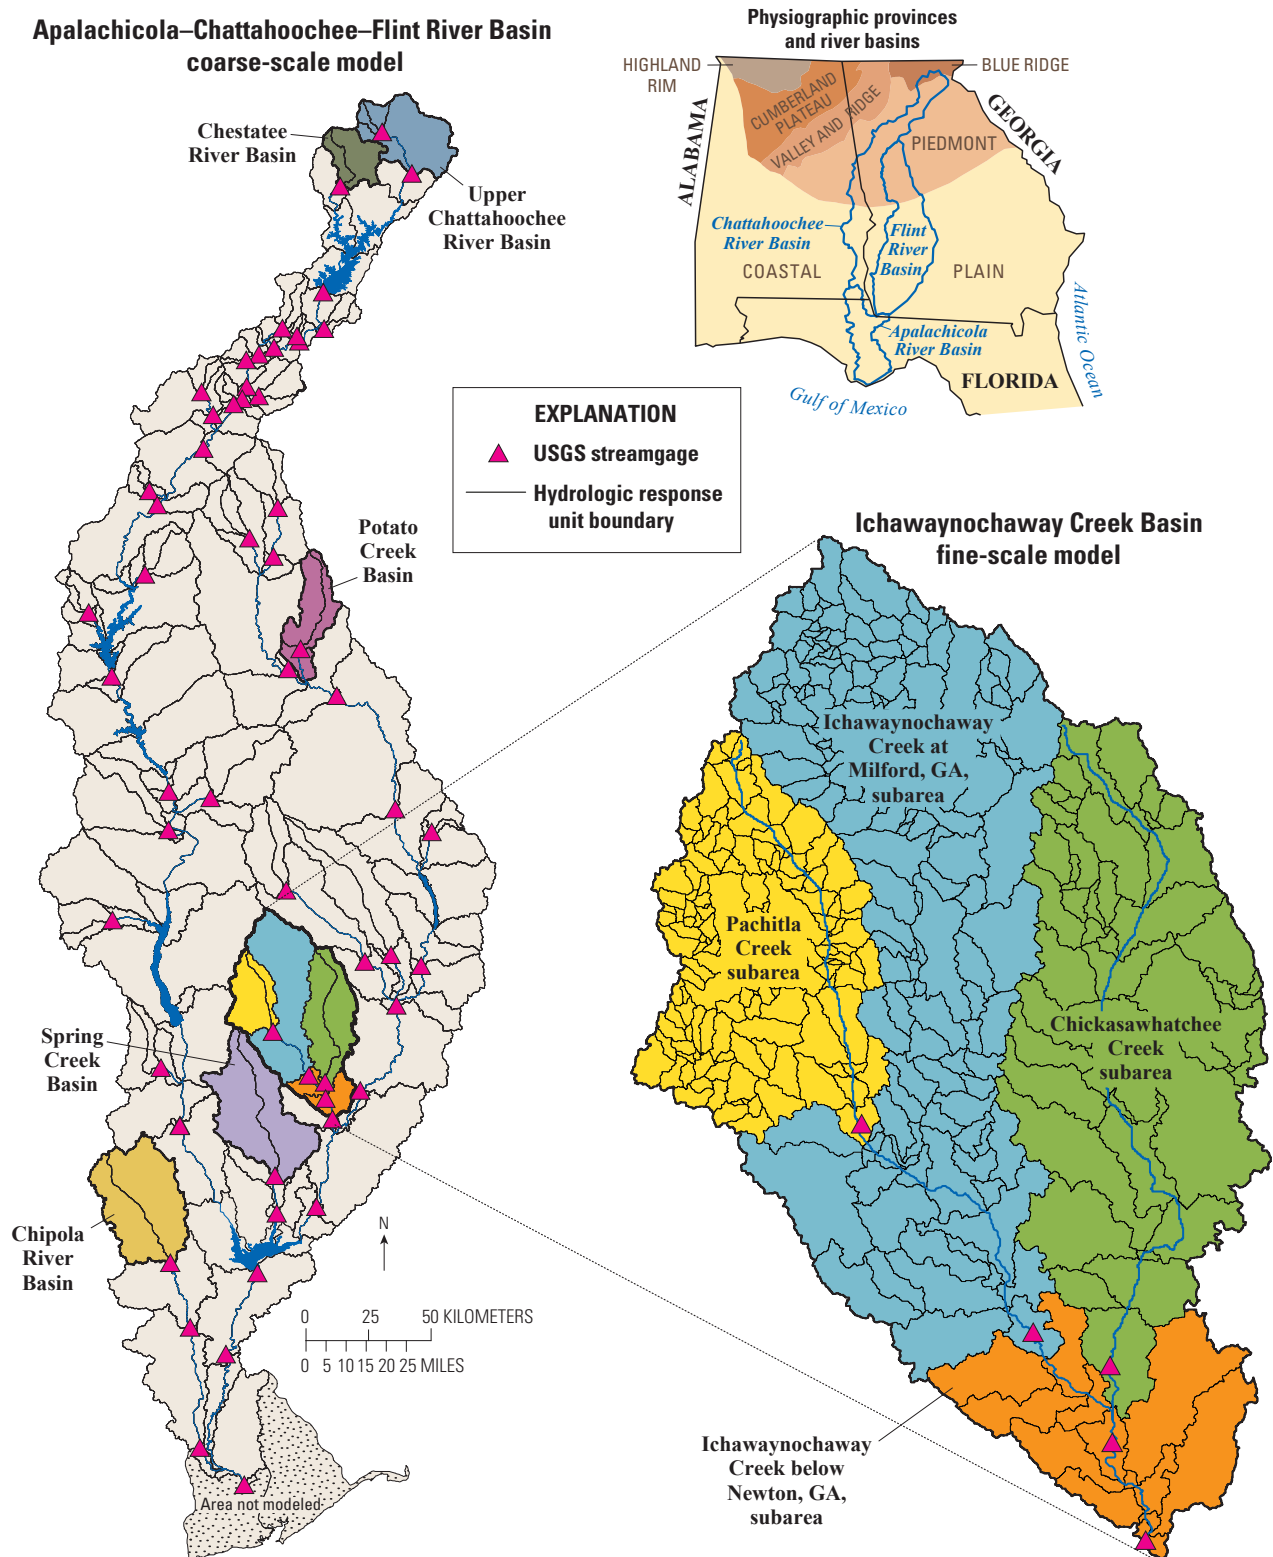 Apalachicola–Chattahoochee–Flint River Basin
coarse-scale model
Chestatee
River Basin
Upper
Chattahoochee
River Basin
Potato
Creek
Basin
Spring
Creek
Basin
Chipola
River
Basin
N
0 25 50 KILOMETERS
0 5 10 15 20 25 MILES
Area not modeled
Physiographic provinces
and river basins
HIGHLAND
RIM
BLUE RIDGE
CUMBERLAND
PLATEAU
VALLEY AND RIDGE
PIEDMONT
ALABAMA
GEORGIA
Chattahoochee
River Basin
Flint
River
Basin
COASTAL PLAIN
Apalachicola
River Basin
FLORIDA
Gulf of Mexico
Atlantic Ocean
EXPLANATION
USGS streamgage
Hydrologic response
unit boundary
Ichawaynochaway Creek Basin
fine-scale model
Ichawaynochaway
Creek at
Milford, GA,
subarea
Pachitla
Creek
subarea
Chickasawhatchee
Creek
subarea
Ichawaynochaway
Creek below
Newton, GA,
subarea